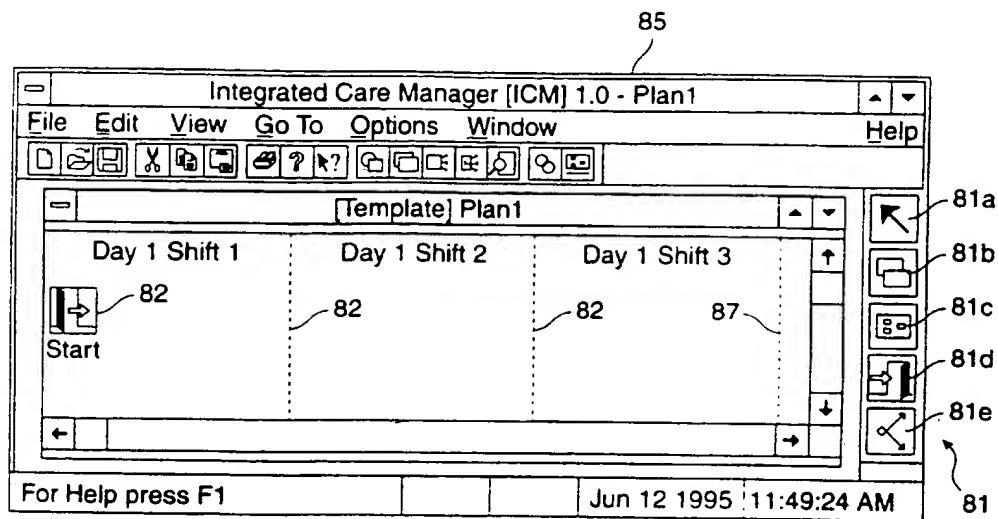 85
Integrated Care Manager [ICM] 1.0 - Plan1
File Edit View Go To Options Window Help
[Template] Plan1
Day 1 Shift 1 Day 1 Shift 2 Day 1 Shift 3
82 82 82 87
Start
81a
81b
81c
81d
81e
81
For Help press F1 Jun 12 1995 11:49:24 AM